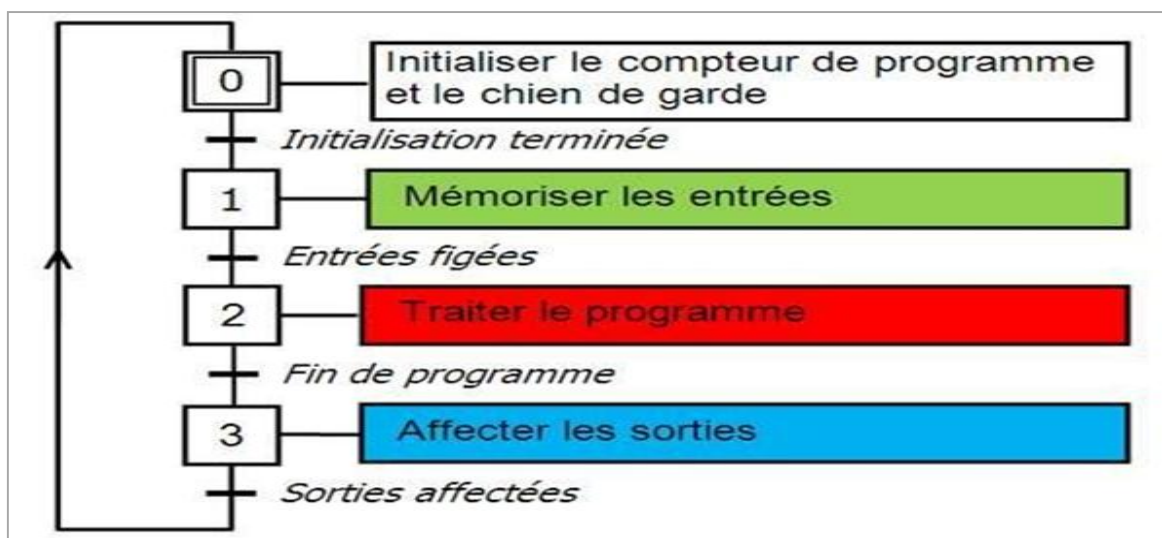 0
Initialiser le compteur de programme
et le chien de garde
Initialisation terminée
1
Mémoriser les entrées
Entrées figées
2
Traiter le programme
Fin de programme
3
Affecter les sorties
Sorties affectées